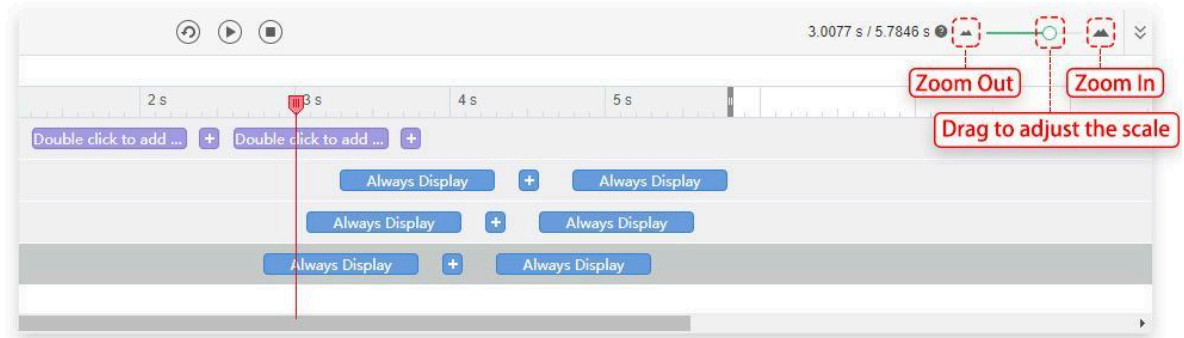 3.0077 s / 5.7846 s ?
Zoom Out Zoom In
2 s 3 s 4 s 5 s
Drag to adjust the scale
Double click to add ... + Double click to add ... +
Always Display + Always Display
Always Display + Always Display
Always Display + Always Display